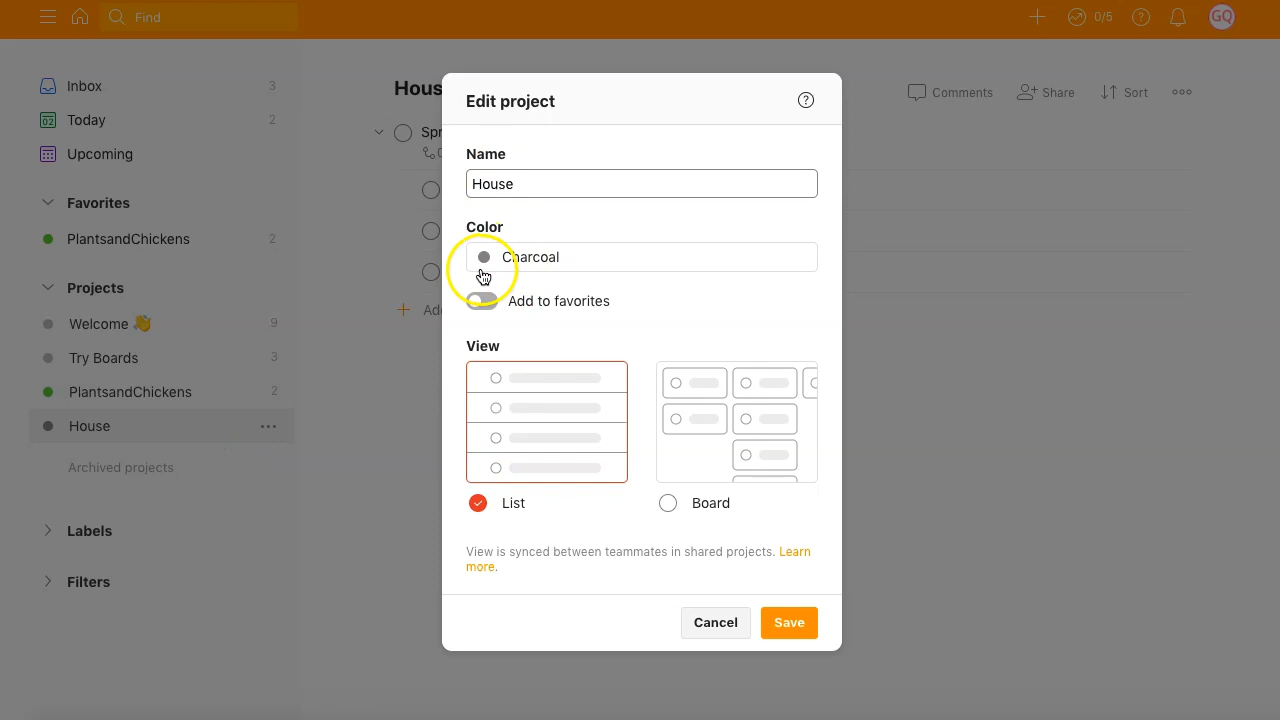 Find
0/5
GQ
Inbox 3
Today 2
02
Upcoming
Favorites
PlantsandChickens 2
Projects
Welcome 👋 9
Try Boards 3
PlantsandChickens 2
House
Archived projects
Labels
Filters
Hous
Comments
Share
Sort
Spr
Add
Edit project
Name
House
Color
Charcoal
Add to favorites
View
List
Board
View is synced between teammates in shared projects. Learn
more.
Cancel
Save